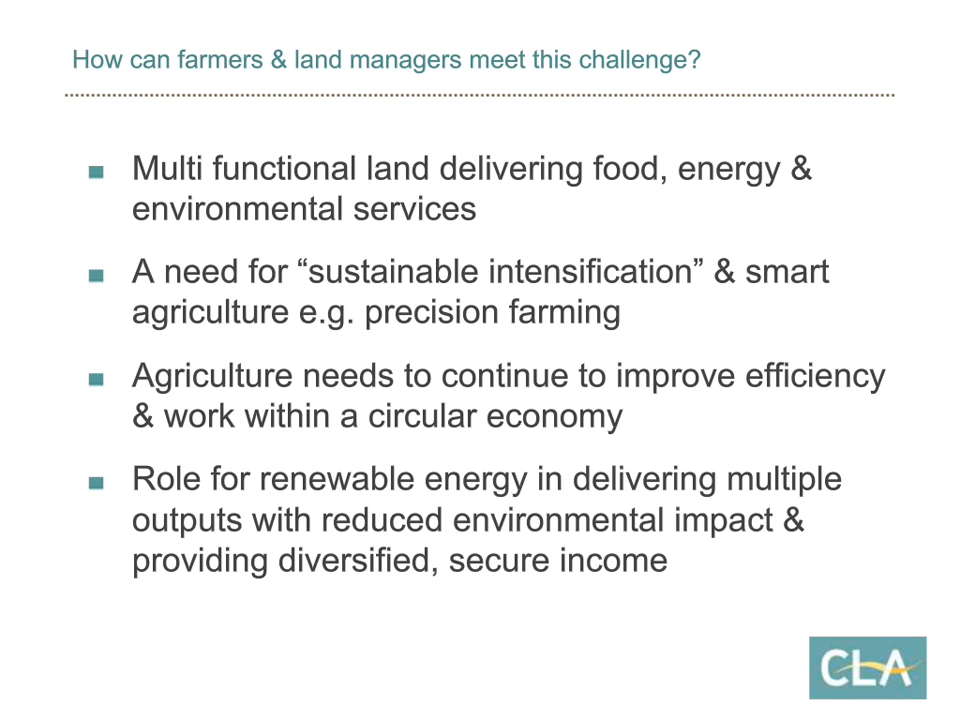 How can farmers & land managers meet this challenge?
Multi functional land delivering food, energy &
environmental services
A need for “sustainable intensification” & smart
agriculture e.g. precision farming
Agriculture needs to continue to improve efficiency
& work within a circular economy
Role for renewable energy in delivering multiple
outputs with reduced environmental impact &
providing diversified, secure income
CLA